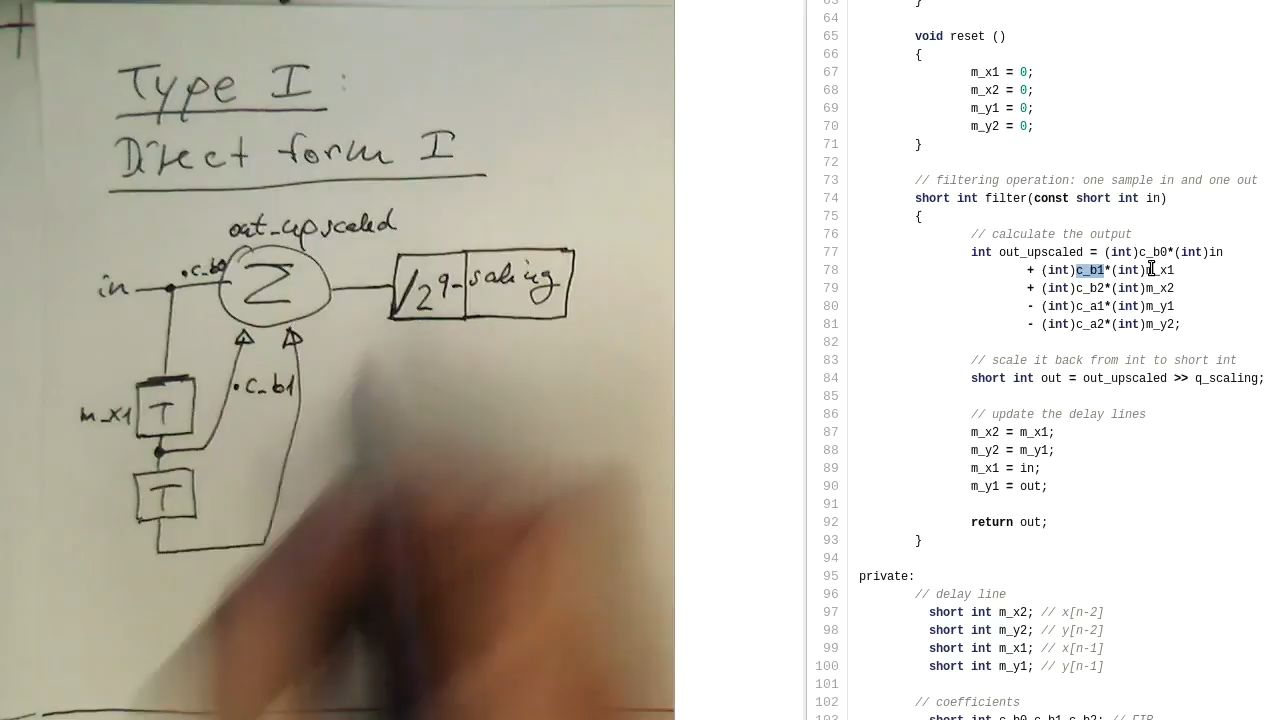 Type I :
Direct form I
out_upscaled
in
.c_b0
Σ
/2^q-scaling
.c_b1
m_x1
T
T
63 }
64
65 void reset ()
66 {
67 m_x1 = 0;
68 m_x2 = 0;
69 m_y1 = 0;
70 m_y2 = 0;
71 }
72
73 // filtering operation: one sample in and one out
74 short int filter(const short int in)
75 {
76 // calculate the output
77 int out_upscaled = (int)c_b0*(int)in
78 + (int)c_b1*(int)m_x1
79 + (int)c_b2*(int)m_x2
80 - (int)c_a1*(int)m_y1
81 - (int)c_a2*(int)m_y2;
82
83 // scale it back from int to short int
84 short int out = out_upscaled >> q_scaling;
85
86 // update the delay lines
87 m_x2 = m_x1;
88 m_y2 = m_y1;
89 m_x1 = in;
90 m_y1 = out;
91
92 return out;
93 }
94
95 private:
96 // delay line
97 short int m_x2; // x[n-2]
98 short int m_y2; // y[n-2]
99 short int m_x1; // x[n-1]
100 short int m_y1; // y[n-1]
101
102 // coefficients
103 short int c_b0,c_b1,c_b2; // FIR